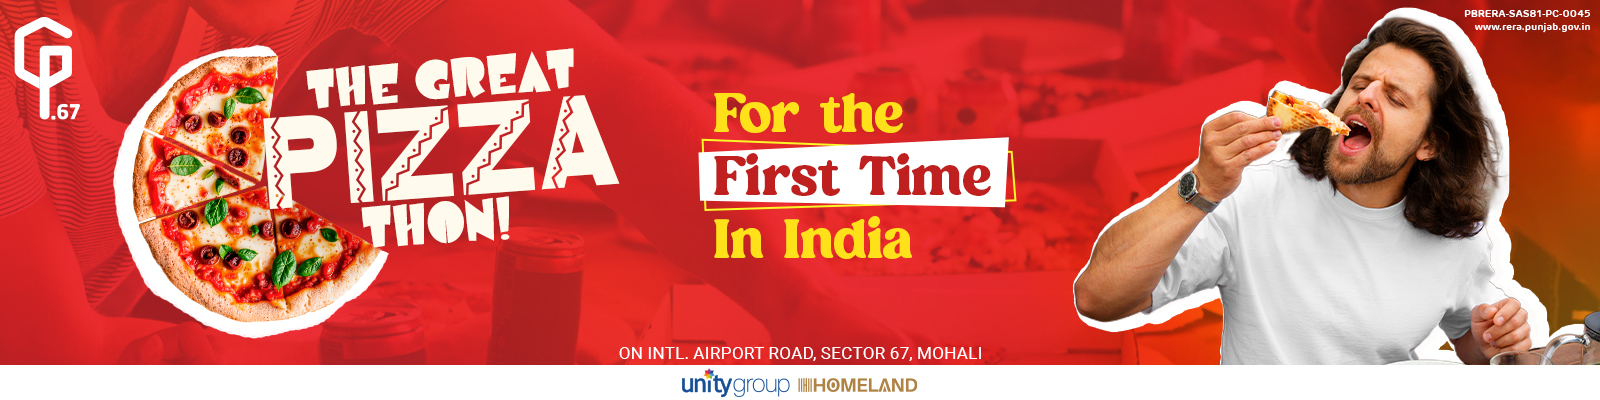 .67
THE GREAT
PIZZA
THON!
For the
First Time
In India
PBRERA-SAS81-PC-0045
www.rera.punjab.gov.in
ON INTL. AIRPORT ROAD, SECTOR 67, MOHALI
unitygroup HOMELAND